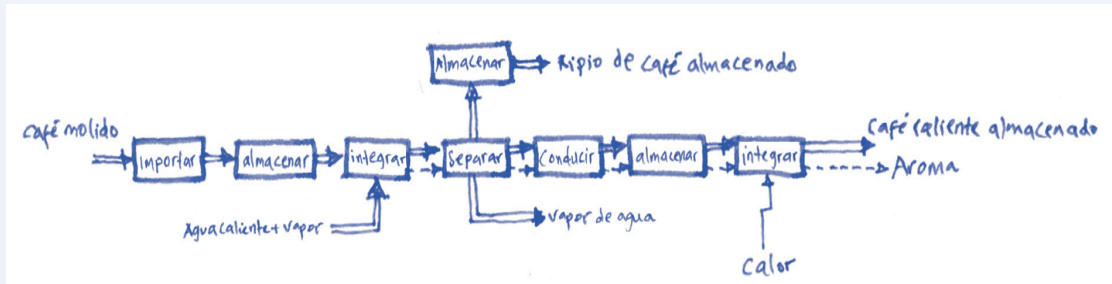 Almacenar
Ripio de café almacenado
café molido
Importar
almacenar
integrar
Separar
Conducir
almacenar
integrar
Café caliente almacenado
Aroma
Agua caliente + vapor
vapor de agua
Calor